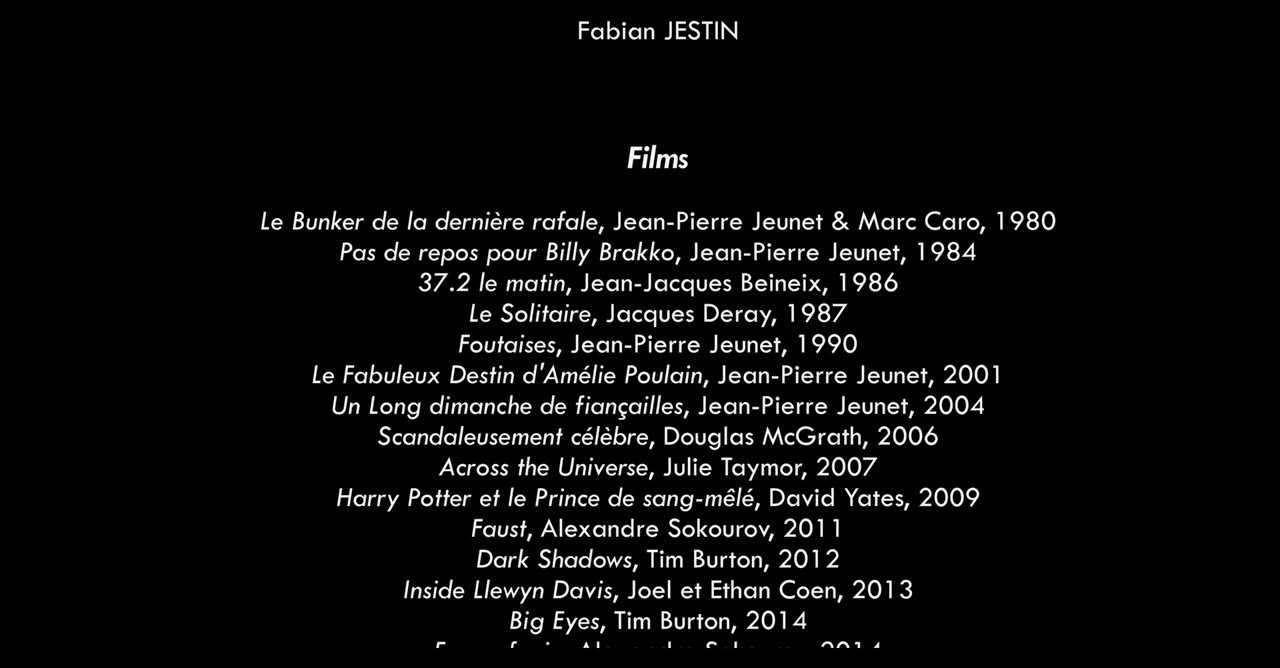 Fabian JESTIN
Films
Le Bunker de la dernière rafale, Jean-Pierre Jeunet & Marc Caro, 1980
Pas de repos pour Billy Brakko, Jean-Pierre Jeunet, 1984
37.2 le matin, Jean-Jacques Beineix, 1986
Le Solitaire, Jacques Deray, 1987
Foutaises, Jean-Pierre Jeunet, 1990
Le Fabuleux Destin d'Amélie Poulain, Jean-Pierre Jeunet, 2001
Un Long dimanche de fiançailles, Jean-Pierre Jeunet, 2004
Scandaleusement célèbre, Douglas McGrath, 2006
Across the Universe, Julie Taymor, 2007
Harry Potter et le Prince de sang-mêlé, David Yates, 2009
Faust, Alexandre Sokourov, 2011
Dark Shadows, Tim Burton, 2012
Inside Llewyn Davis, Joel et Ethan Coen, 2013
Big Eyes, Tim Burton, 2014